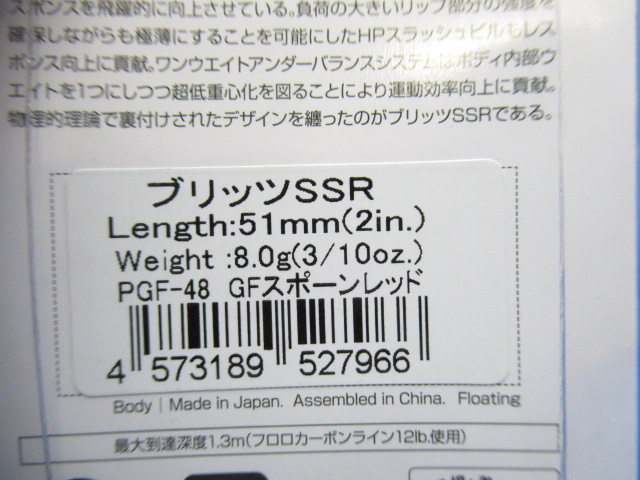 スポンスを飛躍的に向上させている。負荷の大きいリップ部分の強度を
確保しながらも極薄にすることを可能にしたHPスラッシュビルもレス
ポンス向上に貢献。ワンウエイトアンダーバランスシステムはボディ内部ウ
エイトを1つにしつつ超低重心化を図ることにより運動効率向上に貢献。
物理的理論で裏付けされたデザインを纏ったのがブリッツSSRである。
ブリッツSSR
Length:51mm(2in.)
Weight :8.0g(3/10oz.)
PGF-48 GFスポーンレッド
4 573189 527966
Body | Made in Japan. Assembled in China. Floating
最大到達深度1.3m(フロロカーボンライン12lb.使用)